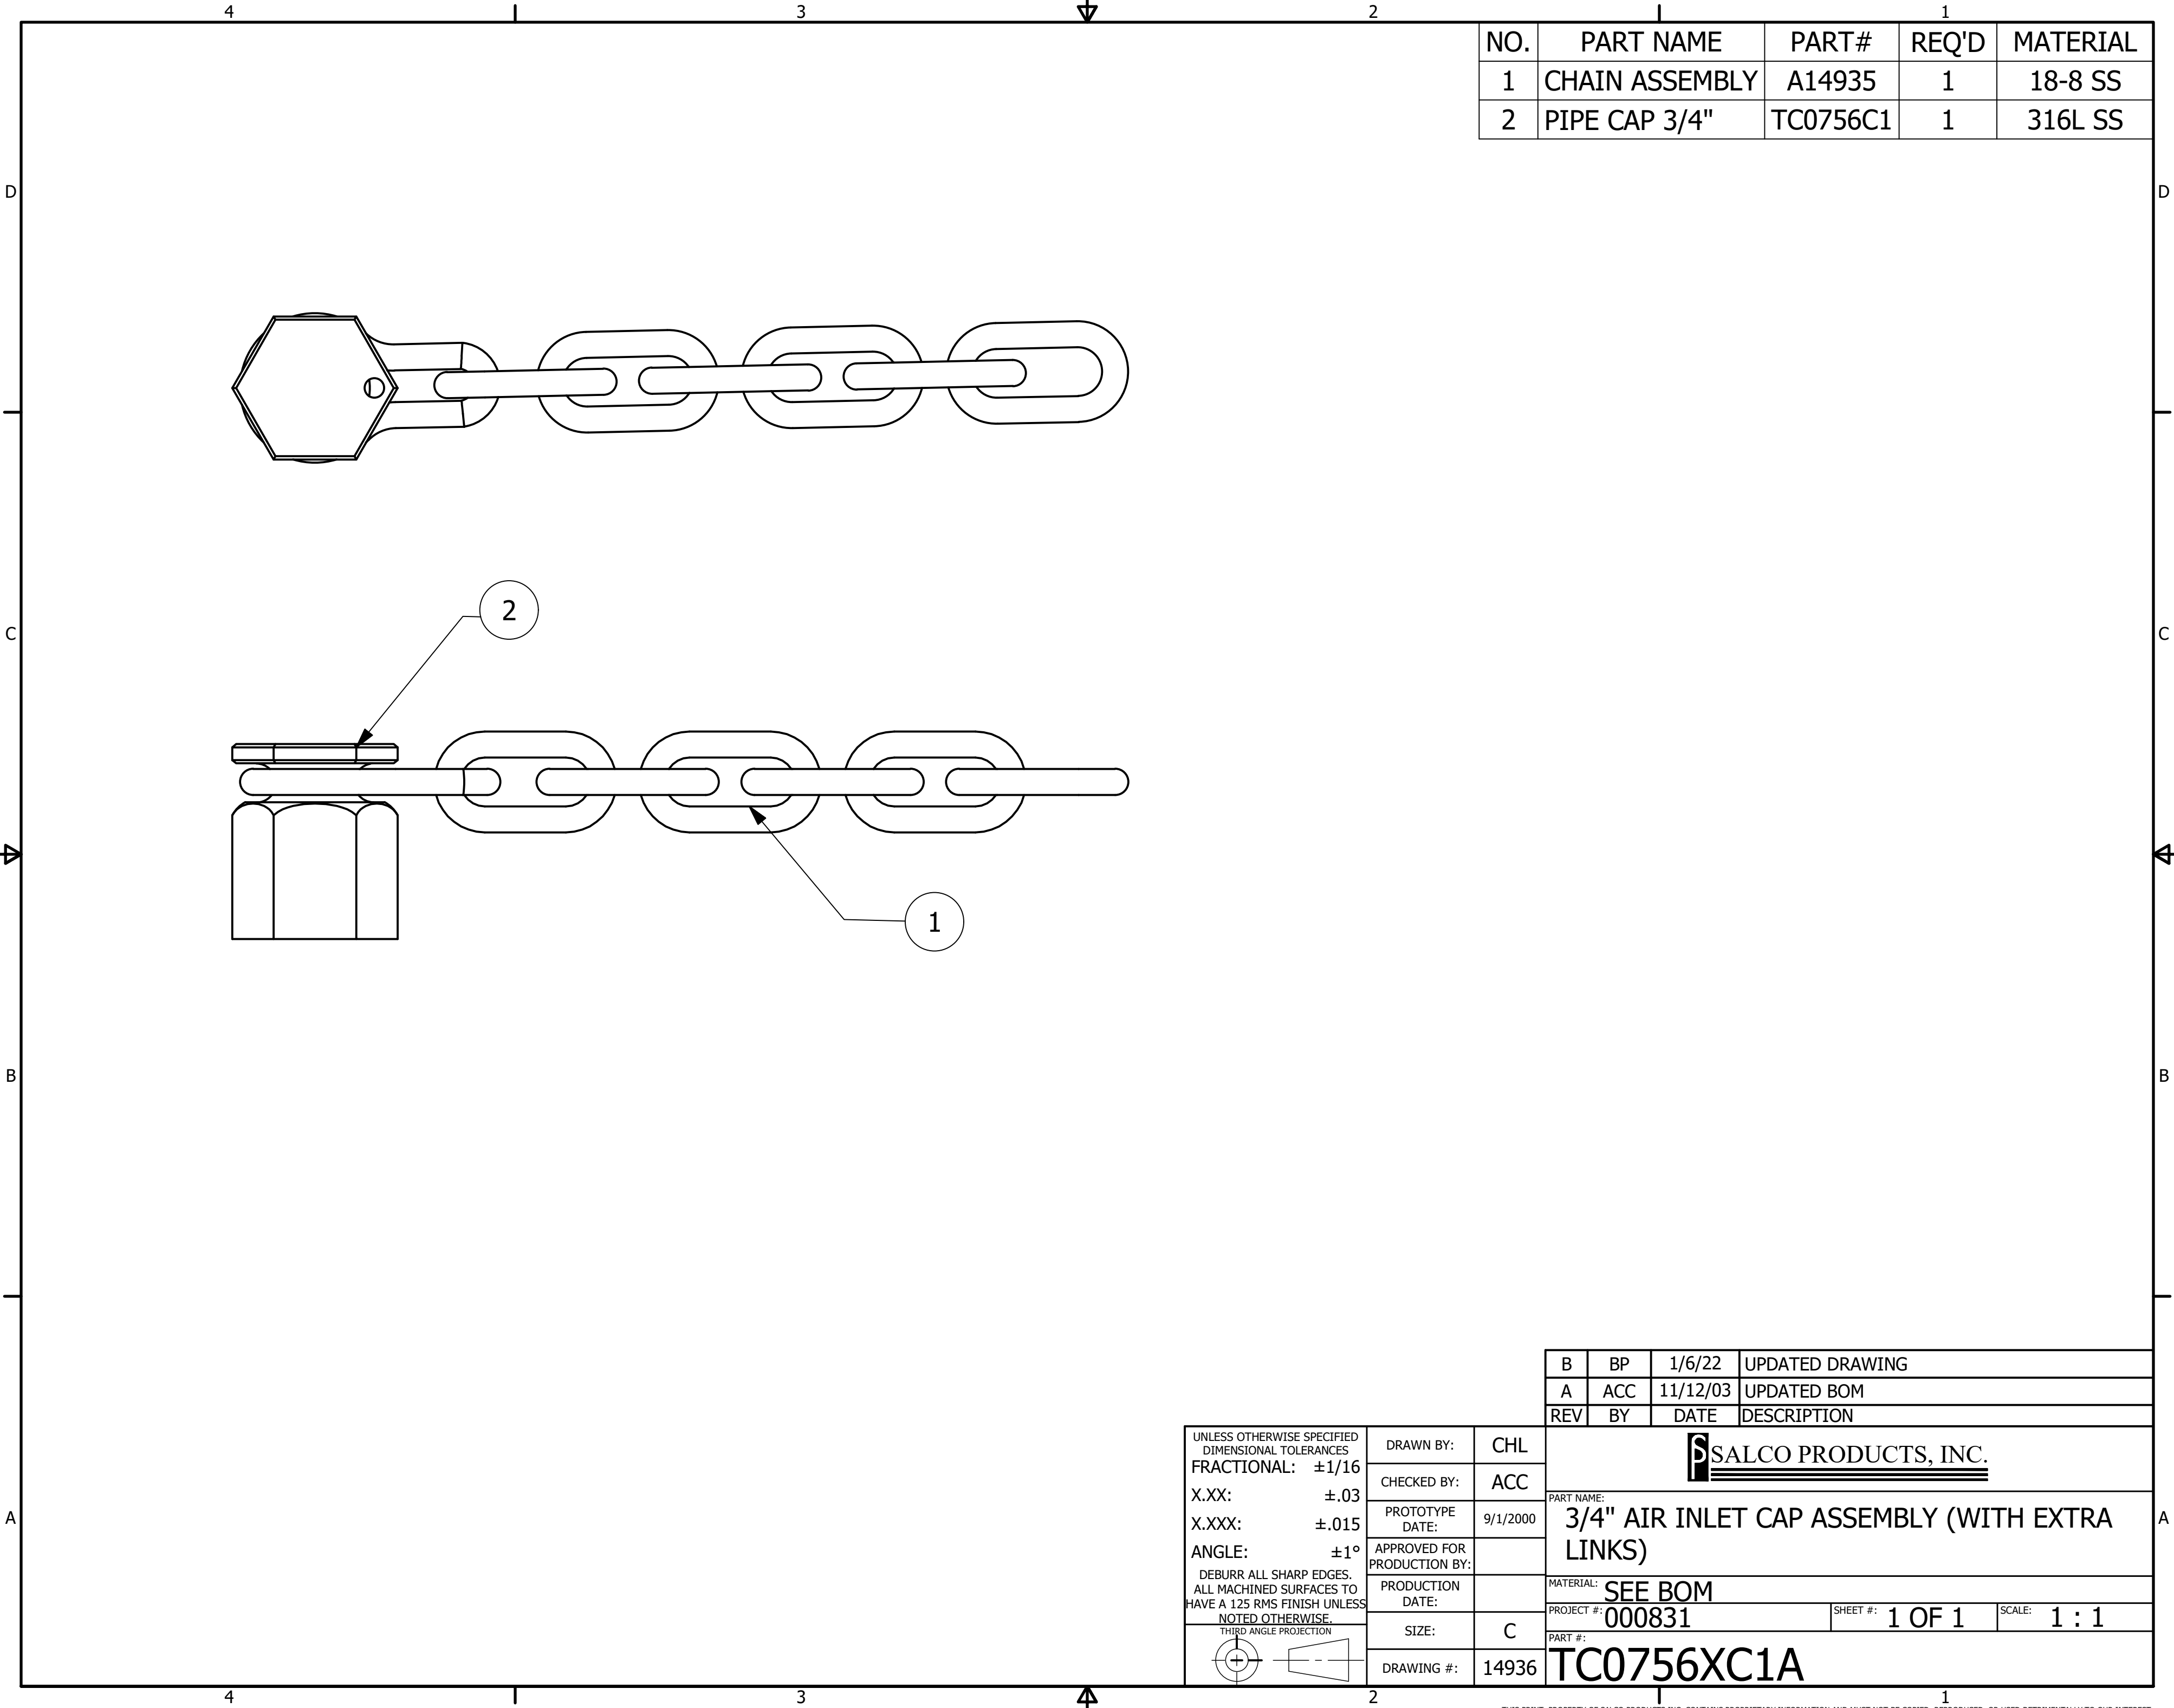 4 3 2 1
NO. PART NAME PART# REQ'D MATERIAL
1 CHAIN ASSEMBLY A14935 1 18-8 SS
2 PIPE CAP 3/4" TC0756C1 1 316L SS
D D
2
C C
1
B B
B BP 1/6/22 UPDATED DRAWING
A ACC 11/12/03 UPDATED BOM
REV BY DATE DESCRIPTION
UNLESS OTHERWISE SPECIFIED
DIMENSIONAL TOLERANCES
FRACTIONAL: ±1/16
X.XX: ±.03
X.XXX: ±.015
ANGLE: ±1°
DEBURR ALL SHARP EDGES.
ALL MACHINED SURFACES TO
HAVE A 125 RMS FINISH UNLESS
NOTED OTHERWISE.
THIRD ANGLE PROJECTION
DRAWN BY: CHL
CHECKED BY: ACC
PROTOTYPE
DATE: 9/1/2000
APPROVED FOR
PRODUCTION BY:
PRODUCTION
DATE:
SIZE: C
DRAWING #: 14936
SALCO PRODUCTS, INC.
PART NAME:
3/4" AIR INLET CAP ASSEMBLY (WITH EXTRA
LINKS)
MATERIAL: SEE BOM
PROJECT #: 000831 SHEET #: 1 OF 1 SCALE: 1 : 1
PART #:
TC0756XC1A
A A
4 3 2 1